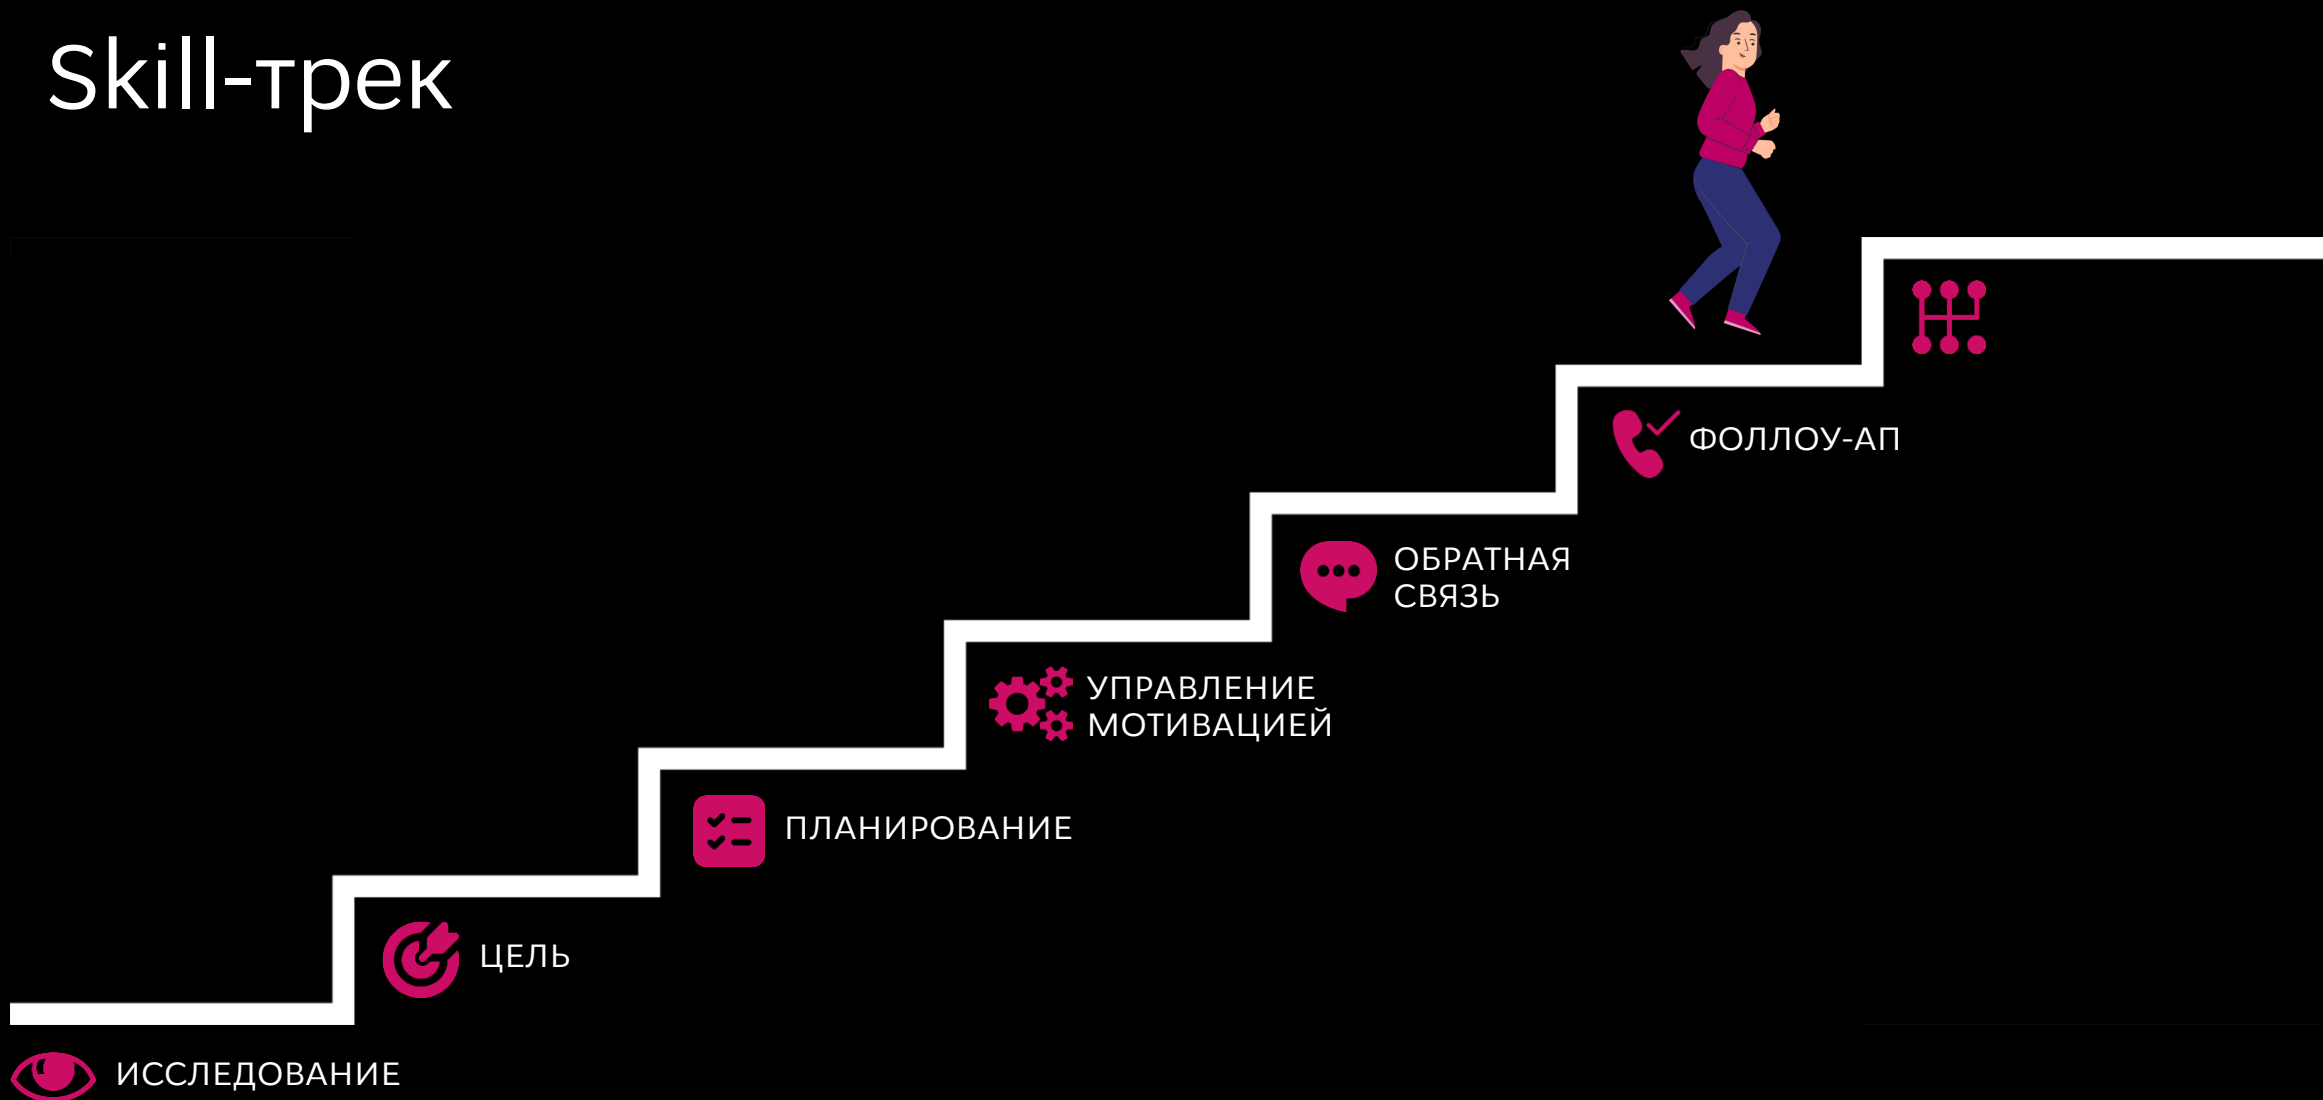 Skill-трек
ФОЛЛОУ-АП
ОБРАТНАЯ
СВЯЗЬ
УПРАВЛЕНИЕ
МОТИВАЦИЕЙ
ПЛАНИРОВАНИЕ
ЦЕЛЬ
ИССЛЕДОВАНИЕ